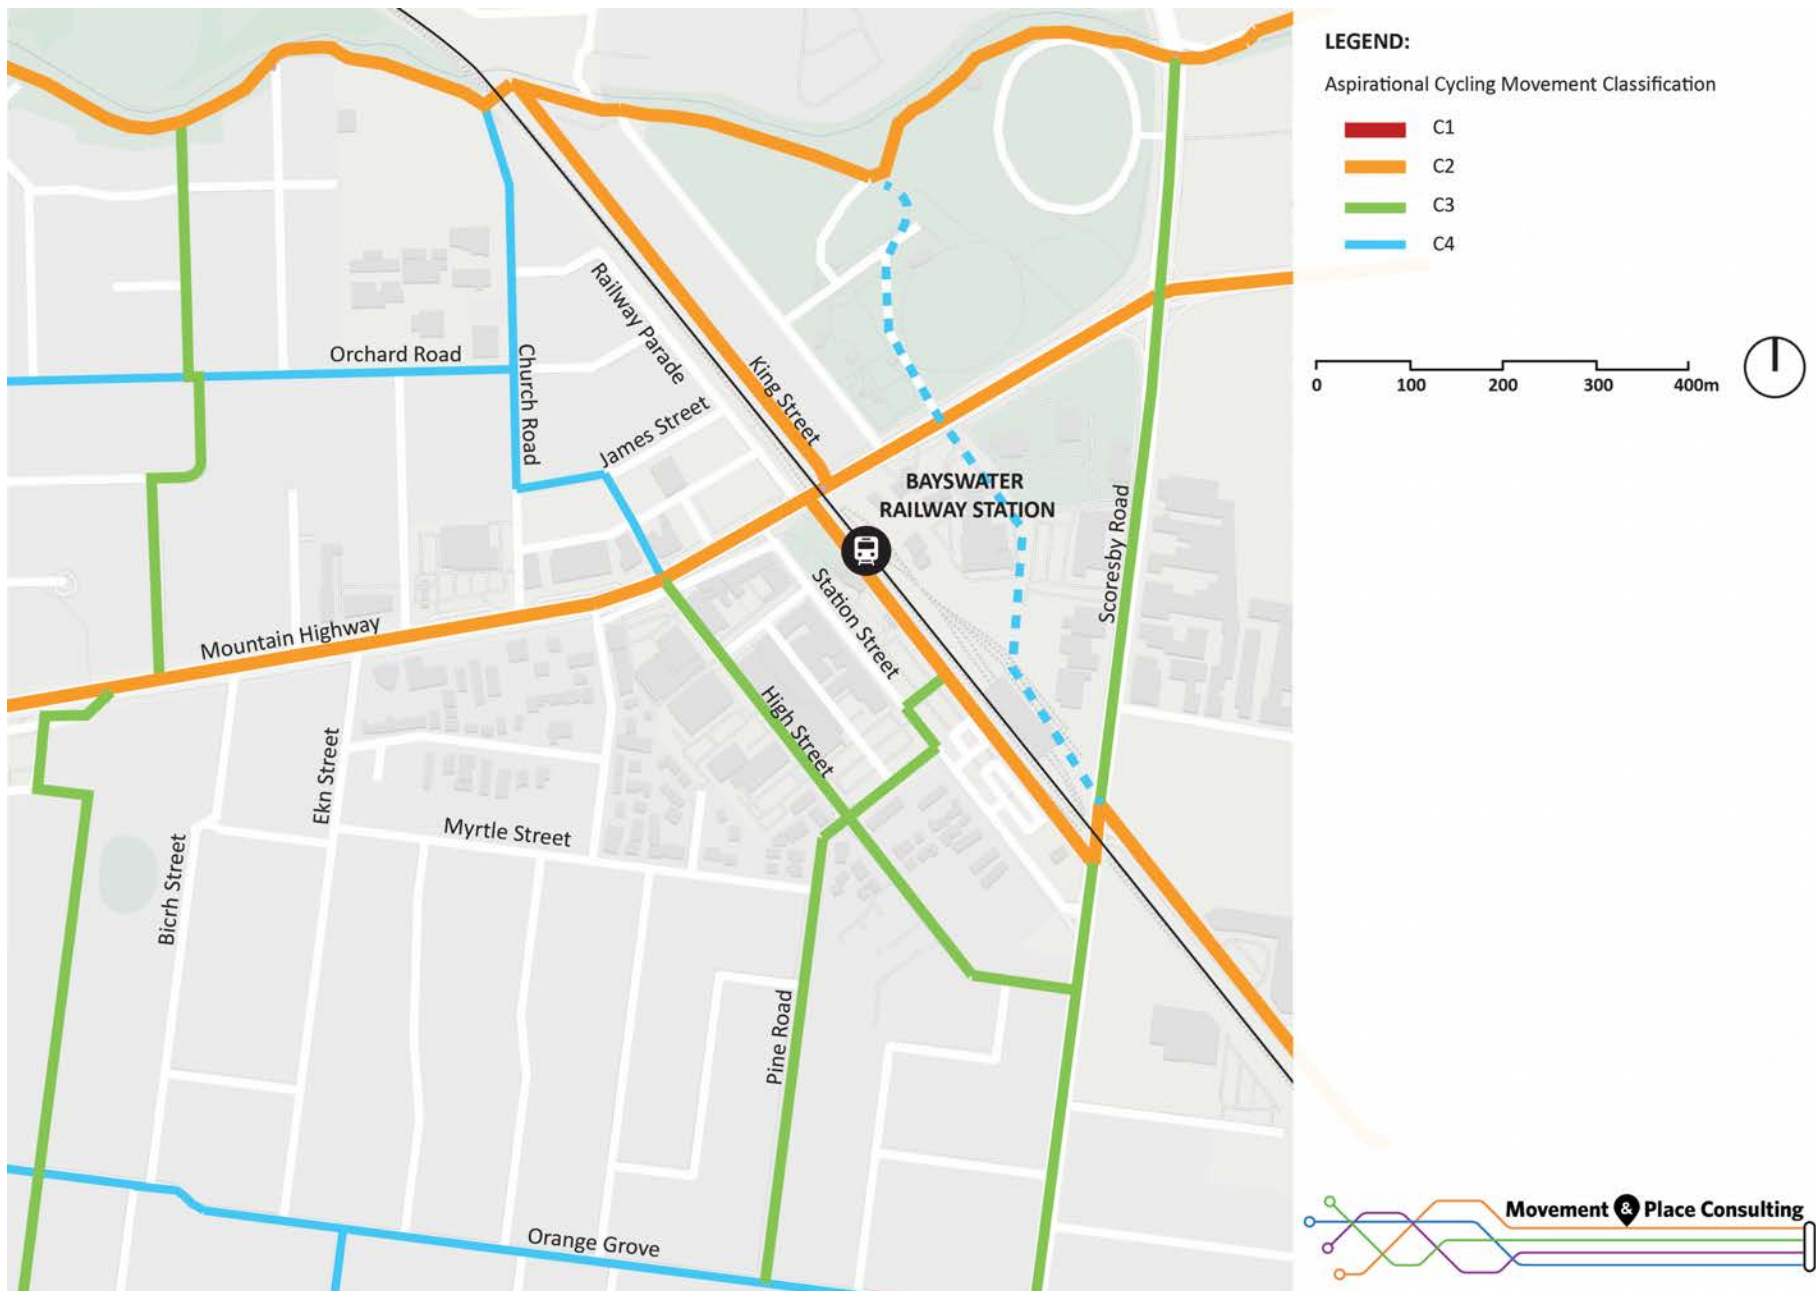 LEGEND:
Aspirational Cycling Movement Classification
C1
C2
C3
C4
0 100 200 300 400m
Orchard Road
Church Road
Railway Parade
James Street
King Street
BAYSWATER
RAILWAY STATION
Scoresby Road
Station Street
Mountain Highway
High Street
Ekn Street
Myrtle Street
Bicrh Street
Pine Road
Orange Grove
Movement & Place Consulting